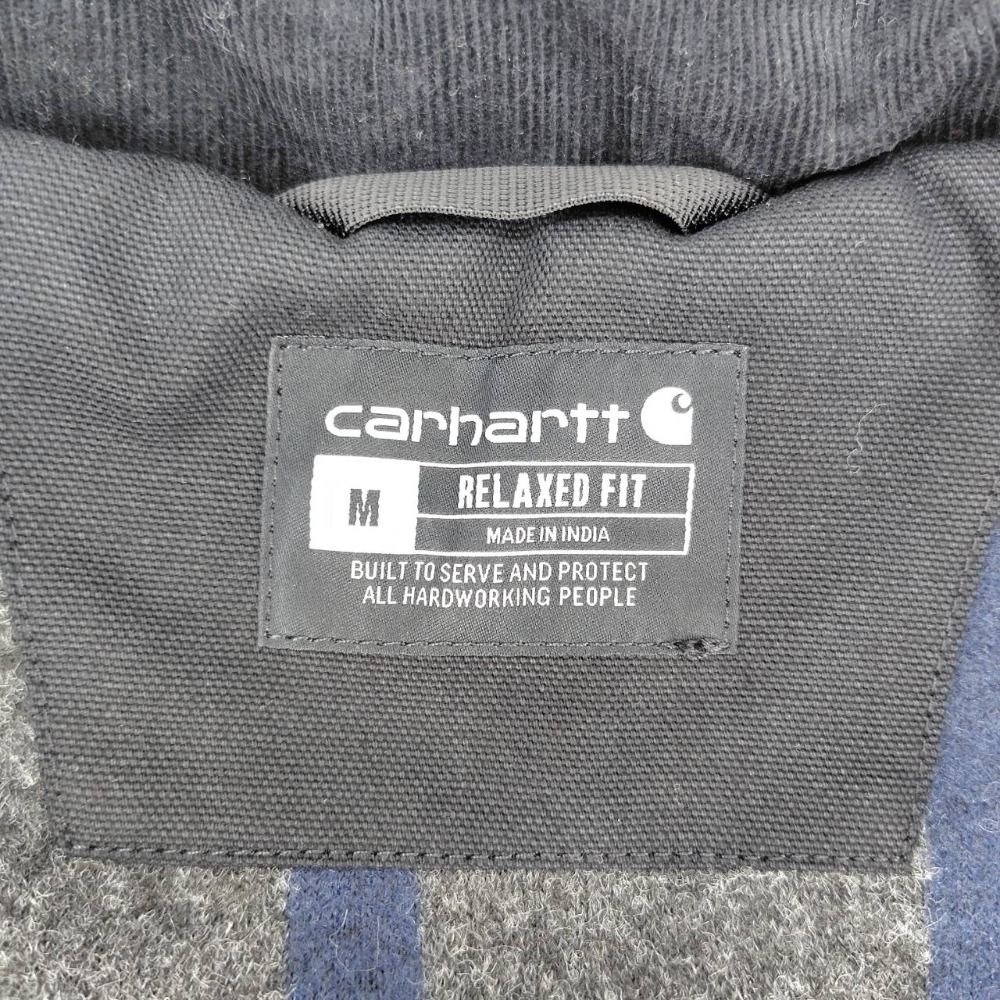 carhartt
M
RELAXED FIT
MADE IN INDIA
BUILT TO SERVE AND PROTECT
ALL HARDWORKING PEOPLE